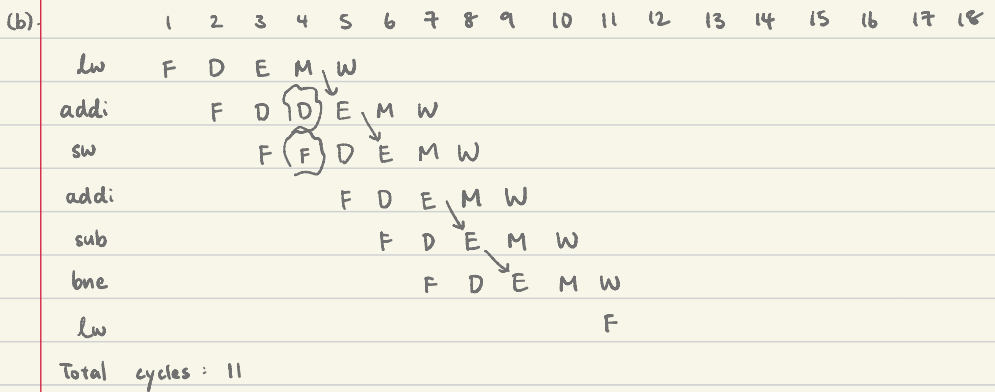 (b). 1 2 3 4 5 6 7 8 9 10 11 12 13 14 15 16 17 18
lw F D E M W
addi F D D E M W
sw F F D E M W
addi F D E M W
sub F D E M W
bne F D E M W
lw F
Total cycles : 11